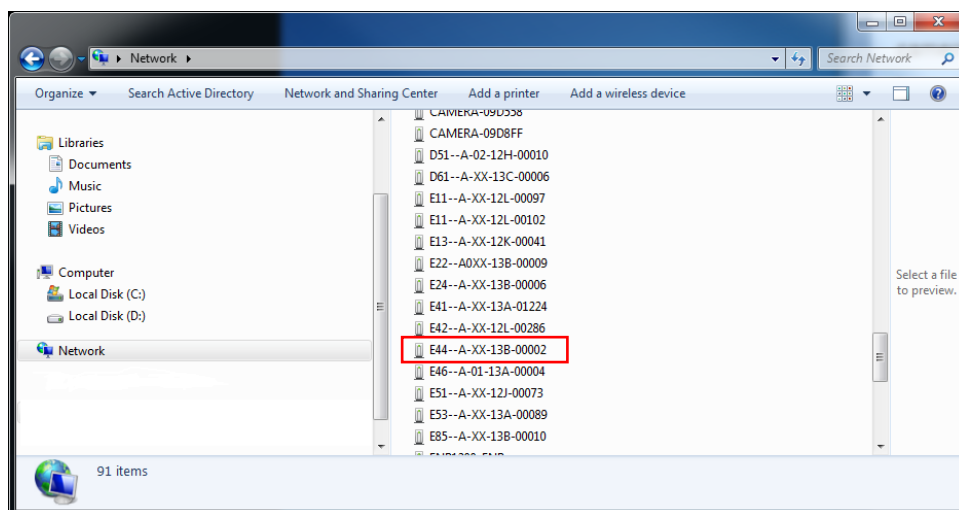 Network
Search Network
Organize
Search Active Directory
Network and Sharing Center
Add a printer
Add a wireless device
Libraries
Documents
Music
Pictures
Videos
Computer
Local Disk (C:)
Local Disk (D:)
Network
CAMERA-09D8FF
D51--A-02-12H-00010
D61--A-XX-13C-00006
E11--A-XX-12L-00097
E11--A-XX-12L-00102
E13--A-XX-12K-00041
E22--A0XX-13B-00009
E24--A-XX-13B-00006
E41--A-XX-13A-01224
E42--A-XX-12L-00286
E44--A-XX-13B-00002
E46--A-01-13A-00004
E51--A-XX-12J-00073
E53--A-XX-13A-00089
E85--A-XX-13B-00010
Select a file
to preview.
91 items